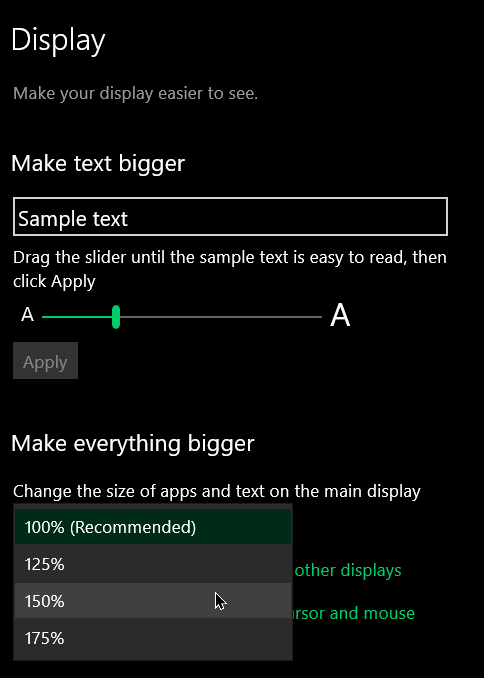 Display
Make your display easier to see.
Make text bigger
Sample text
Drag the slider until the sample text is easy to read, then
click Apply
A A
Apply
Make everything bigger
Change the size of apps and text on the main display
100% (Recommended)
125%
other displays
150%
rsor and mouse
175%